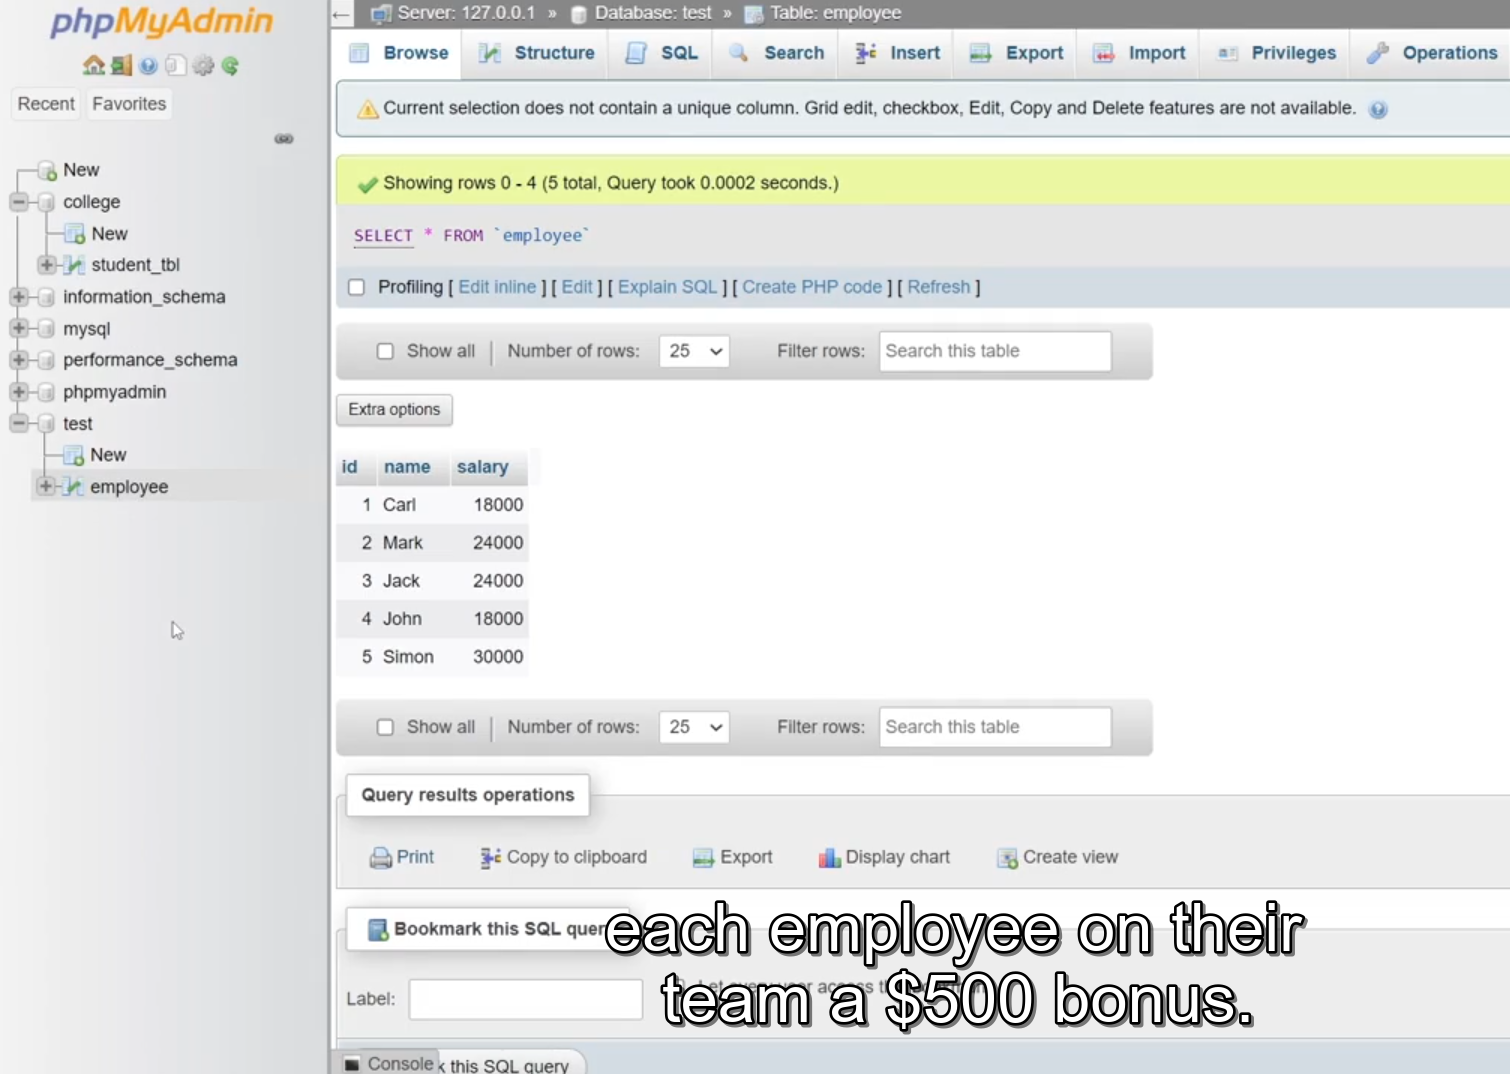 phpMyAdmin
Recent
Favorites
New
college
New
student_tbl
information_schema
mysql
performance_schema
phpmyadmin
test
New
employee
Server: 127.0.0.1 » Database: test » Table: employee
Browse
Structure
SQL
Search
Insert
Export
Import
Privileges
Operations
Current selection does not contain a unique column. Grid edit, checkbox, Edit, Copy and Delete features are not available.
Showing rows 0 - 4 (5 total, Query took 0.0002 seconds.)
SELECT * FROM `employee`
Profiling [ Edit inline ] [ Edit ] [ Explain SQL ] [ Create PHP code ] [ Refresh ]
Show all | Number of rows: 25 Filter rows: Search this table
Extra options
id name salary
1 Carl 18000
2 Mark 24000
3 Jack 24000
4 John 18000
5 Simon 30000
Show all | Number of rows: 25 Filter rows: Search this table
Query results operations
Print
Copy to clipboard
Export
Display chart
Create view
Bookmark this SQL
Label:
each employee on their
team a $500 bonus.
Console
this SQL query